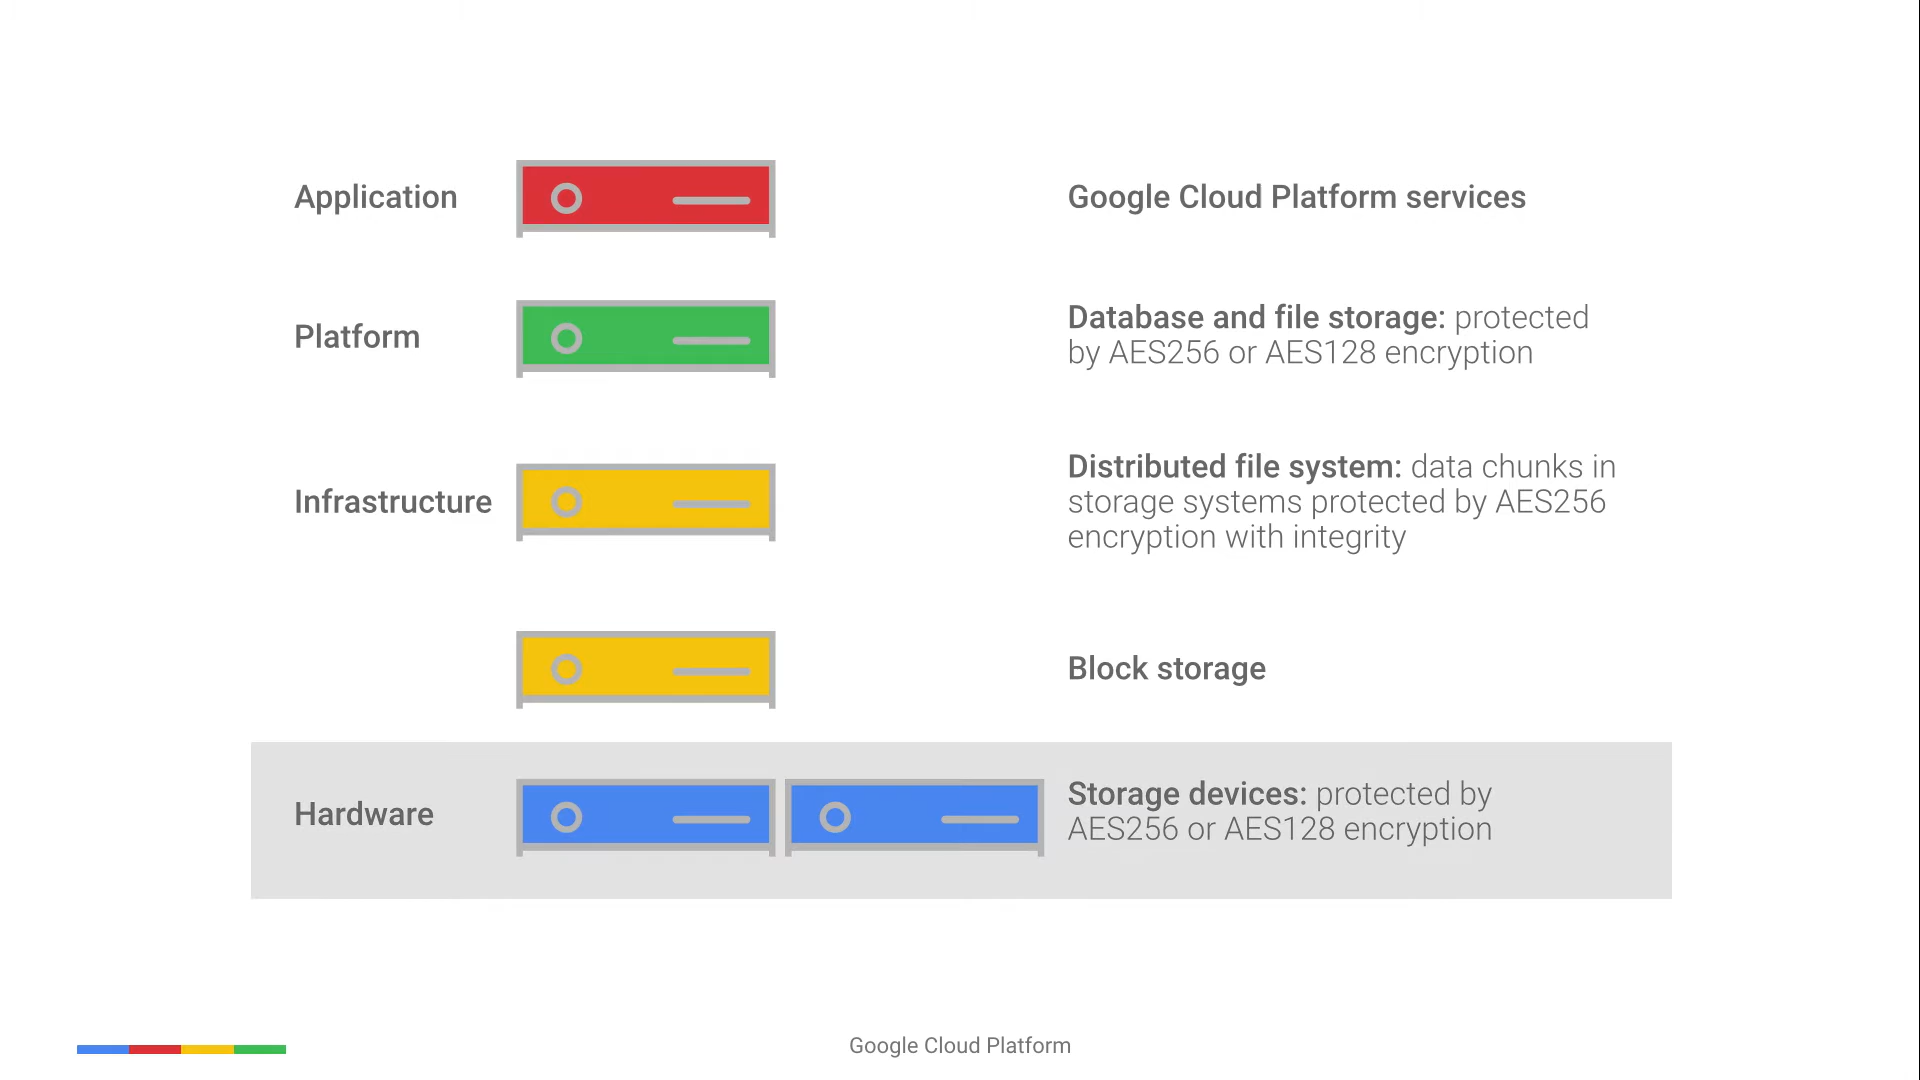 Application
Google Cloud Platform services
Platform
Database and file storage: protected
by AES256 or AES128 encryption
Infrastructure
Distributed file system: data chunks in
storage systems protected by AES256
encryption with integrity
Block storage
Hardware
Storage devices: protected by
AES256 or AES128 encryption
Google Cloud Platform